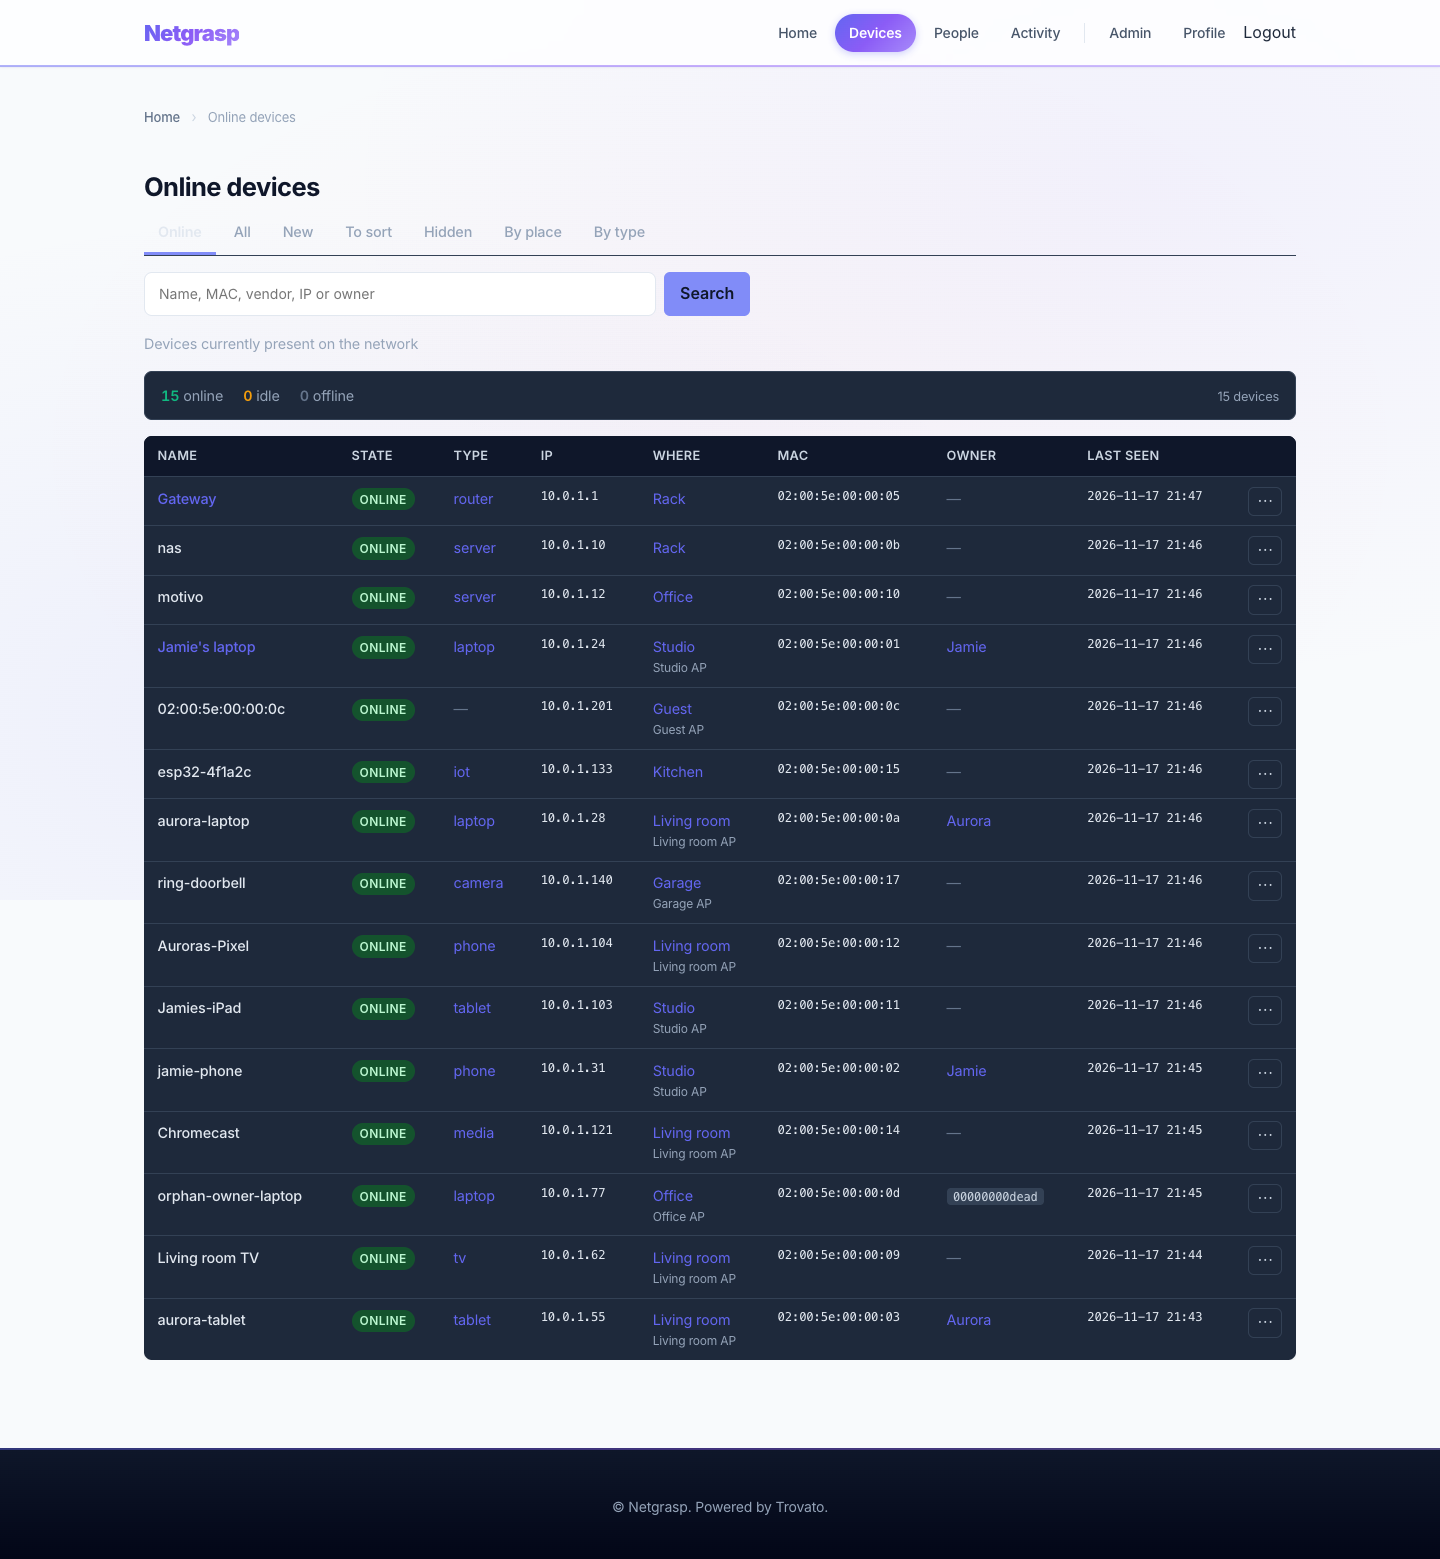 Netgrasp
Home Devices People Activity Admin Profile Logout
Home › Online devices
Online devices
Online All New To sort Hidden By place By type
Name, MAC, vendor, IP or owner Search
Devices currently present on the network
15 online 0 idle 0 offline 15 devices
NAME STATE TYPE IP WHERE MAC OWNER LAST SEEN
Gateway ONLINE router 10.0.1.1 Rack 02:00:5e:00:00:05 — 2026-11-17 21:47 ...
nas ONLINE server 10.0.1.10 Rack 02:00:5e:00:00:0b — 2026-11-17 21:46 ...
motivo ONLINE server 10.0.1.12 Office 02:00:5e:00:00:10 — 2026-11-17 21:46 ...
Jamie's laptop ONLINE laptop 10.0.1.24 Studio 02:00:5e:00:00:01 Jamie 2026-11-17 21:46 ...
Studio AP
02:00:5e:00:00:0c ONLINE — 10.0.1.201 Guest 02:00:5e:00:00:0c — 2026-11-17 21:46 ...
Guest AP
esp32-4f1a2c ONLINE iot 10.0.1.133 Kitchen 02:00:5e:00:00:15 — 2026-11-17 21:46 ...
aurora-laptop ONLINE laptop 10.0.1.28 Living room 02:00:5e:00:00:0a Aurora 2026-11-17 21:46 ...
Living room AP
ring-doorbell ONLINE camera 10.0.1.140 Garage 02:00:5e:00:00:17 — 2026-11-17 21:46 ...
Garage AP
Auroras-Pixel ONLINE phone 10.0.1.104 Living room 02:00:5e:00:00:12 — 2026-11-17 21:46 ...
Living room AP
Jamies-iPad ONLINE tablet 10.0.1.103 Studio 02:00:5e:00:00:11 — 2026-11-17 21:46 ...
Studio AP
jamie-phone ONLINE phone 10.0.1.31 Studio 02:00:5e:00:00:02 Jamie 2026-11-17 21:45 ...
Studio AP
Chromecast ONLINE media 10.0.1.121 Living room 02:00:5e:00:00:14 — 2026-11-17 21:45 ...
Living room AP
orphan-owner-laptop ONLINE laptop 10.0.1.77 Office 02:00:5e:00:00:0d 00000000dead 2026-11-17 21:45 ...
Office AP
Living room TV ONLINE tv 10.0.1.62 Living room 02:00:5e:00:00:09 — 2026-11-17 21:44 ...
Living room AP
aurora-tablet ONLINE tablet 10.0.1.55 Living room 02:00:5e:00:00:03 Aurora 2026-11-17 21:43 ...
Living room AP
© Netgrasp. Powered by Trovato.